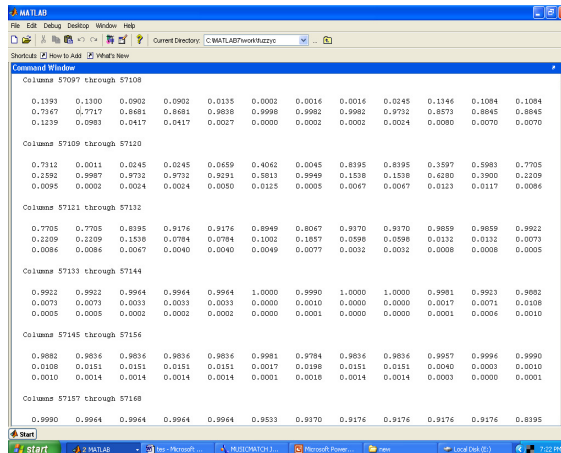 MATLAB
File Edit Debug Desktop Window Help
Current Directory: C:\MATLAB7\work\fuzzyc
Shortcuts How to Add What's New
Command Window
Columns 57097 through 57108
0.1393 0.1300 0.0902 0.0902 0.0135 0.0002 0.0016 0.0016 0.0245 0.1346 0.1084 0.1084
0.7367 0.7717 0.8681 0.8681 0.9838 0.9998 0.9982 0.9982 0.9732 0.8573 0.8845 0.8845
0.1239 0.0983 0.0417 0.0417 0.0027 0.0000 0.0002 0.0002 0.0024 0.0080 0.0070 0.0070
Columns 57109 through 57120
0.7312 0.0011 0.0245 0.0245 0.0659 0.4062 0.0045 0.8395 0.8395 0.3597 0.5983 0.7705
0.2592 0.9987 0.9732 0.9732 0.9291 0.5813 0.9949 0.1538 0.1538 0.6280 0.3900 0.2209
0.0095 0.0002 0.0024 0.0024 0.0050 0.0125 0.0005 0.0067 0.0067 0.0123 0.0117 0.0086
Columns 57121 through 57132
0.7705 0.7705 0.8395 0.9176 0.9176 0.8949 0.8067 0.9370 0.9370 0.9859 0.9859 0.9922
0.2209 0.2209 0.1538 0.0784 0.0784 0.1002 0.1857 0.0598 0.0598 0.0132 0.0132 0.0073
0.0086 0.0086 0.0067 0.0040 0.0040 0.0049 0.0077 0.0032 0.0032 0.0008 0.0008 0.0005
Columns 57133 through 57144
0.9922 0.9922 0.9964 0.9964 0.9964 1.0000 0.9990 1.0000 1.0000 0.9981 0.9923 0.9882
0.0073 0.0073 0.0033 0.0033 0.0033 0.0000 0.0010 0.0000 0.0000 0.0017 0.0071 0.0108
0.0005 0.0005 0.0002 0.0002 0.0002 0.0000 0.0001 0.0000 0.0000 0.0001 0.0006 0.0010
Columns 57145 through 57156
0.9882 0.9836 0.9836 0.9836 0.9836 0.9981 0.9784 0.9836 0.9836 0.9957 0.9996 0.9990
0.0108 0.0151 0.0151 0.0151 0.0151 0.0017 0.0198 0.0151 0.0151 0.0040 0.0003 0.0010
0.0010 0.0014 0.0014 0.0014 0.0014 0.0001 0.0018 0.0014 0.0014 0.0003 0.0000 0.0001
Columns 57157 through 57168
0.9990 0.9964 0.9964 0.9964 0.9964 0.9533 0.9370 0.9176 0.9176 0.9176 0.9176 0.8395
Start
start 2 MATLAB tes - Microsoft ... MUSICMATCH J... Microsoft Power... new Local Disk (E:) 7:22 PM